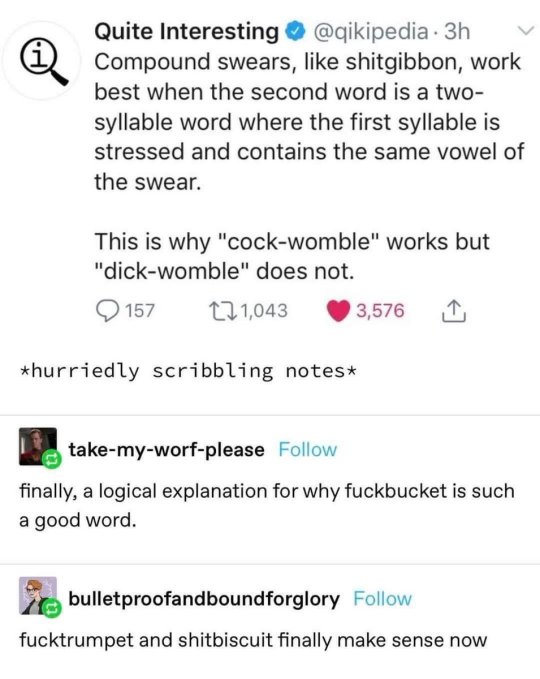 Quite Interesting @qikipedia · 3h
Compound swears, like shitgibbon, work
best when the second word is a two-
syllable word where the first syllable is
stressed and contains the same vowel of
the swear.
This is why "cock-womble" works but
"dick-womble" does not.
157 1,043 3,576
*hurriedly scribbling notes*
take-my-worf-please Follow
finally, a logical explanation for why fuckbucket is such
a good word.
bulletproofandboundforglory Follow
fucktrumpet and shitbiscuit finally make sense now